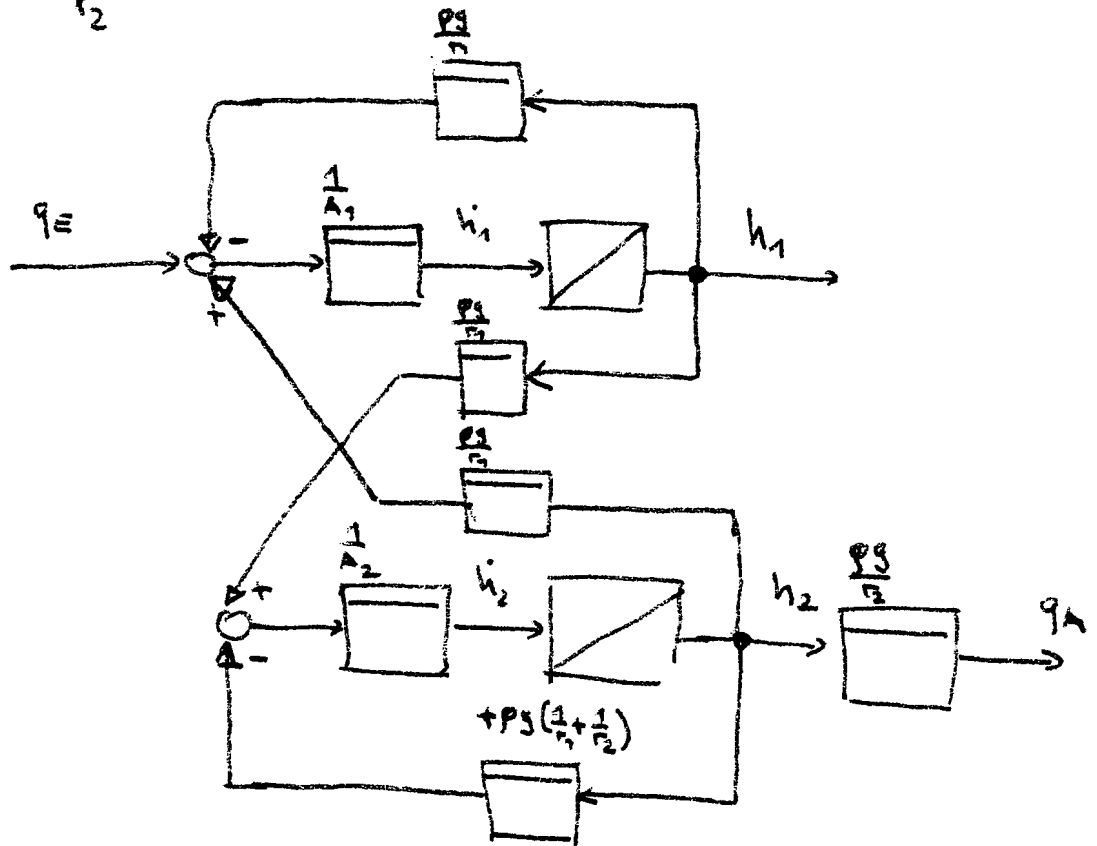 r2
ρg/r1
1/A1
qE
ḣ1
h1
-
+
ρg/r1
ρg/r1
1/A2
ḣ2
h2
ρg/r2
qA
+
-
+ρg(1/r1+1/r2)